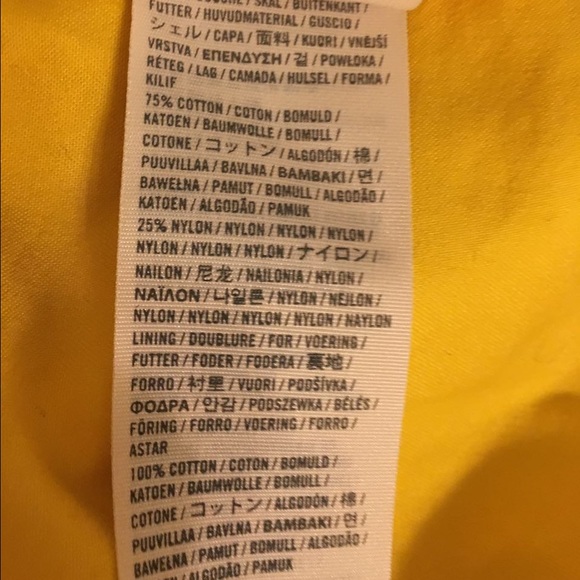 / SKAL / BUITENKANT /
FUTTER / HUVUDMATERIAL / GUSCIO /
シェル / CAPA / 面料 / KUORI / VNĚJŠÍ
VRSTVA / ΕΠΕΝΔΥΣΗ / 겉 / POWŁOKA /
RÉTEG / LAG / CAMADA / HULSEL / FORMA /
KILIF
75% COTTON / COTON / BOMULD /
KATOEN / BAUMWOLLE / BOMULL /
COTONE / コットン / ALGODÓN / 棉 /
PUUVILLAA / BAVLNA / ΒΑΜΒΑΚΙ / 면 /
BAWEŁNA / PAMUT / BOMULL / ALGODÃO /
KATOEN / ALGODÃO / PAMUK
25% NYLON / NYLON / NYLON / NYLON /
NYLON / NYLON / NYLON / ナイロン /
NAILON / 尼龙 / NAILONIA / NYLON /
ΝΑΪΛΟΝ / 나일론 / NYLON / NEJLON /
NYLON / NYLON / NYLON / NYLON / NAYLON
LINING / DOUBLURE / FOR / VOERING /
FUTTER / FODER / FODERA / 裏地 /
FORRO / 衬里 / VUORI / PODŠÍVKA /
ΦΟΔΡΑ / 안감 / PODSZEWKA / BÉLÉS /
FÔRING / FORRO / VOERING / FORRO /
ASTAR
100% COTTON / COTON / BOMULD /
KATOEN / BAUMWOLLE / BOMULL /
COTONE / コットン / ALGODÓN / 棉 /
PUUVILLAA / BAVLNA / ΒΑΜΒΑΚΙ / 면 /
BAWEŁNA / PAMUT / BOMULL / ALGODÃO /
/ ALGODÃO / PAMUK